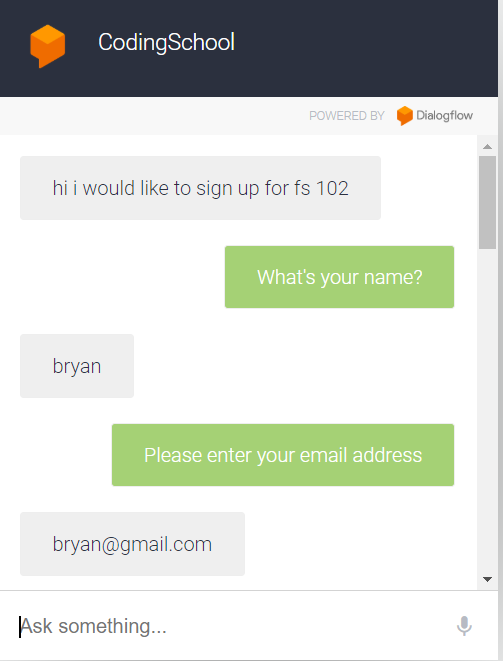 CodingSchool
POWERED BY Dialogflow
hi i would like to sign up for fs 102
What's your name?
bryan
Please enter your email address
bryan@gmail.com
Ask something...